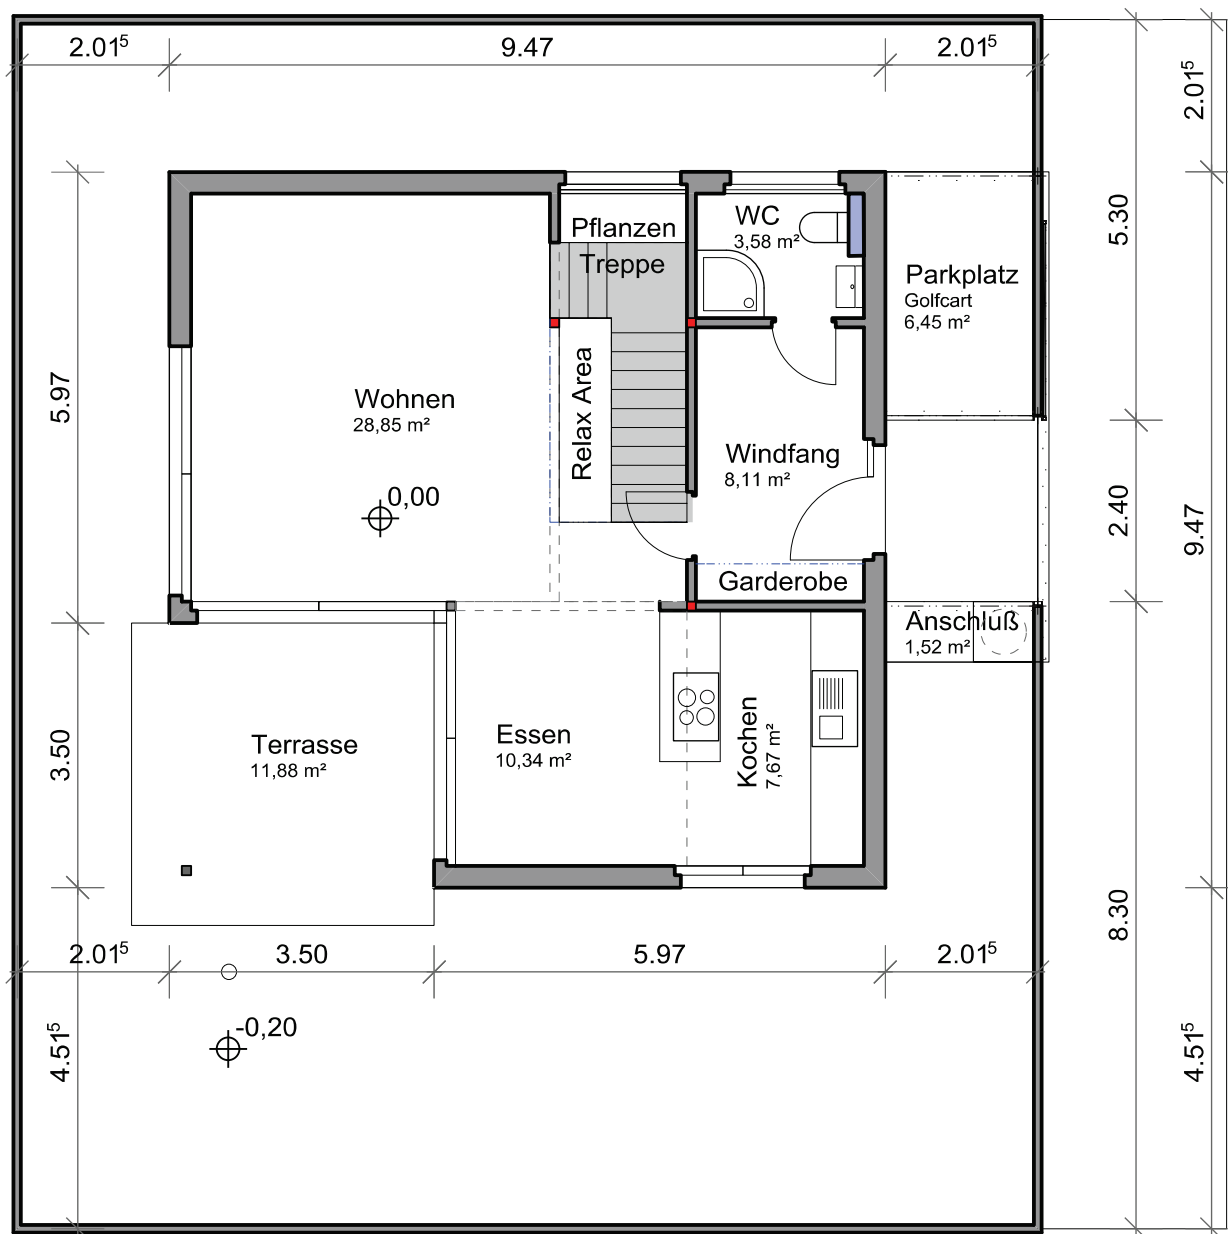 2.01⁵
9.47
2.01⁵
2.01⁵
Pflanzen
WC
3,58 m²
5.30
Treppe
Parkplatz
Golfcart
6,45 m²
5.97
Wohnen
28,85 m²
Relax Area
Windfang
8,11 m²
0,00
2.40
9.47
Garderobe
Anschluß
1,52 m²
3.50
Terrasse
11,88 m²
Essen
10,34 m²
Kochen
7,67 m²
8.30
2.01⁵
3.50
5.97
2.01⁵
-0,20
4.51⁵
4.51⁵